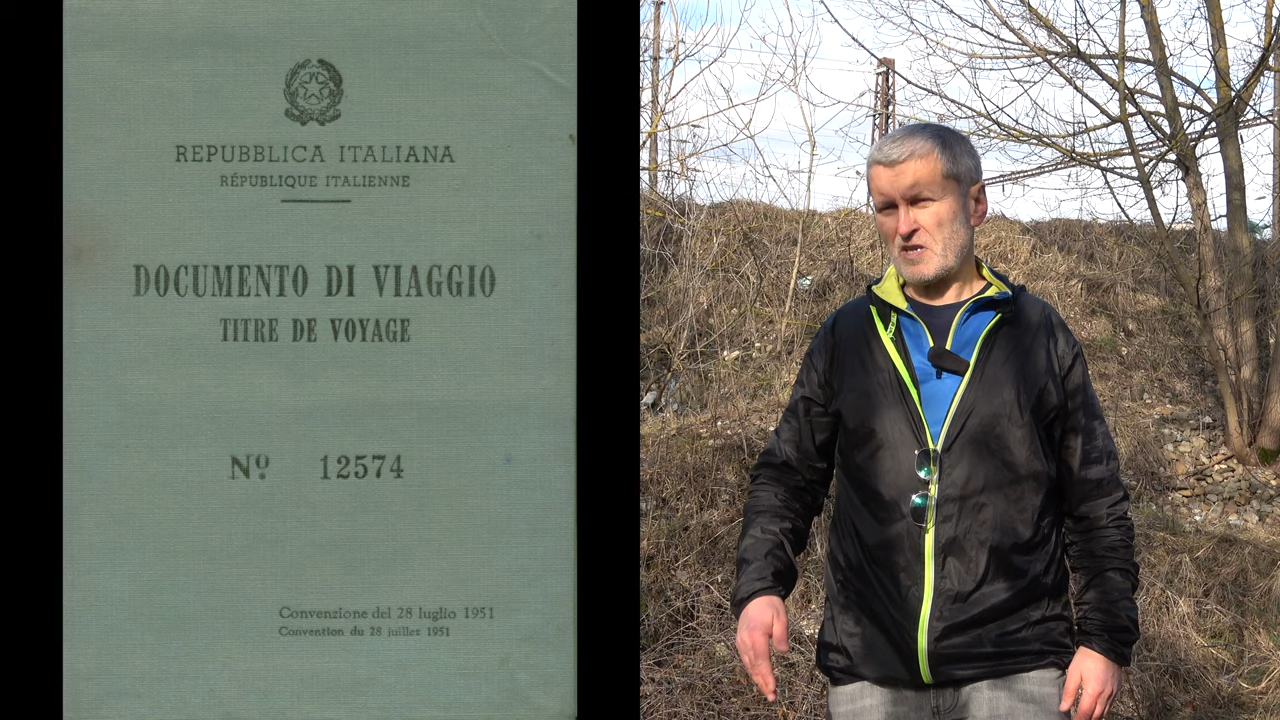 REPUBBLICA ITALIANA
RÉPUBLIQUE ITALIENNE
DOCUMENTO DI VIAGGIO
TITRE DE VOYAGE
Nº 12574
Convenzione del 28 luglio 1951
Convention du 28 juillet 1951